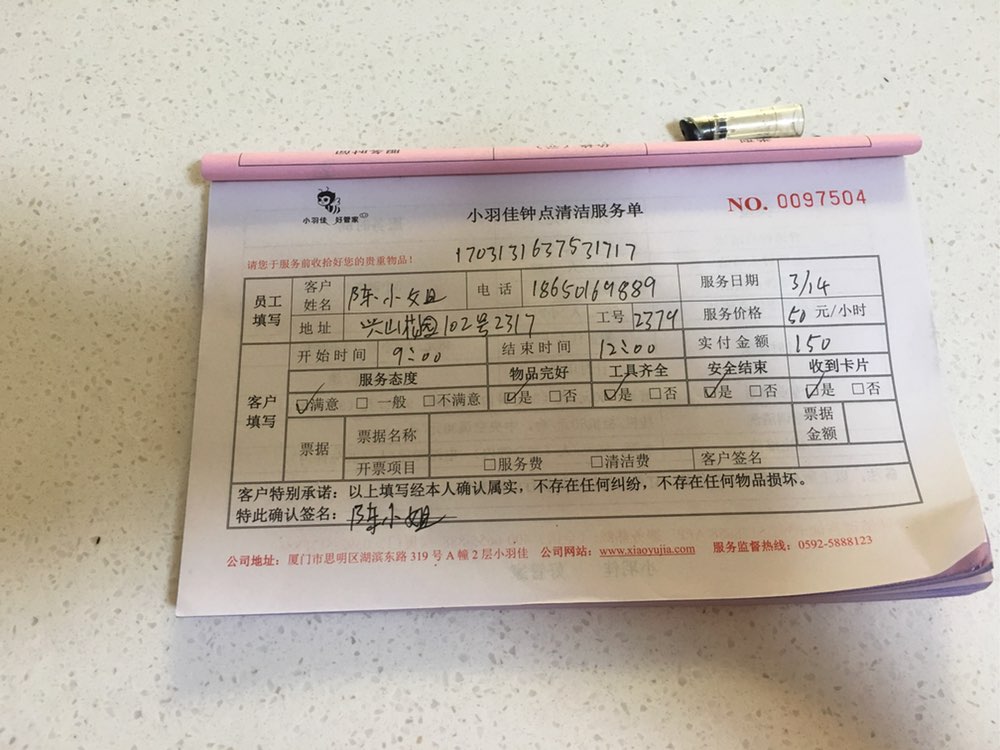 小羽佳 好管家
小羽佳钟点清洁服务单
NO. 0097504
请您于服务前收拾好您的贵重物品!
1703131637531717
员工填写 客户姓名 陈小姐 电话 18650169889 服务日期 3/14
地址 兴山花园102号2317 工号 2379 服务价格 50 元/小时
客户填写 开始时间 9:00 结束时间 12:00 实付金额 150
服务态度 物品完好 工具齐全 安全结束 收到卡片
☑满意 □一般 □不满意 ☑是 □否 ☑是 □否 ☑是 □否 ☑是 □否
票据 票据名称 票据金额
开票项目 □服务费 □清洁费 客户签名
客户特别承诺:以上填写经本人确认属实,不存在任何纠纷,不存在任何物品损坏。
特此确认签名:陈小姐
公司地址:厦门市思明区湖滨东路 319 号 A 幢 2 层小羽佳 公司网站:www.xiaoyujia.com 服务监督热线:0592-5888123